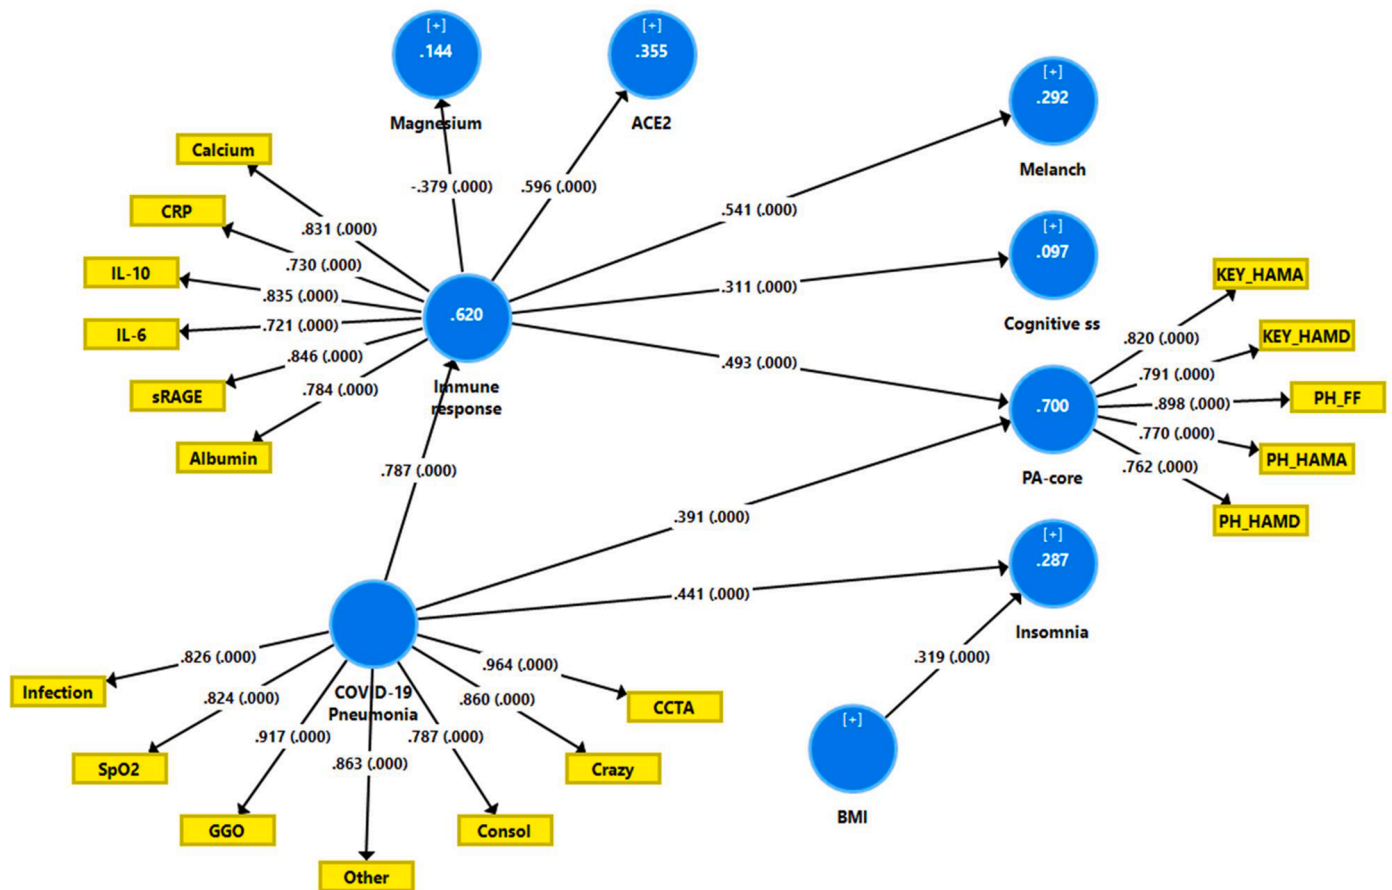 [+]
.144
Magnesium
[+]
.355
ACE2
[+]
.292
Melanch
Calcium
CRP
IL-10
IL-6
sRAGE
Albumin
-.379 (.000)
.596 (.000)
.831 (.000)
.730 (.000)
.835 (.000)
.721 (.000)
.846 (.000)
.784 (.000)
.620
Immune
response
.541 (.000)
.311 (.000)
.493 (.000)
[+]
.097
Cognitive ss
.700
PA-core
KEY_HAMA
KEY_HAMD
PH_FF
PH_HAMA
PH_HAMD
.820 (.000)
.791 (.000)
.898 (.000)
.770 (.000)
.762 (.000)
.787 (.000)
.391 (.000)
.441 (.000)
[+]
.287
Insomnia
.319 (.000)
[+]
BMI
COVID-19
Pneumonia
.826 (.000)
.824 (.000)
.917 (.000)
.863 (.000)
.787 (.000)
.860 (.000)
.964 (.000)
Infection
SpO2
GGO
Other
Consol
Crazy
CCTA